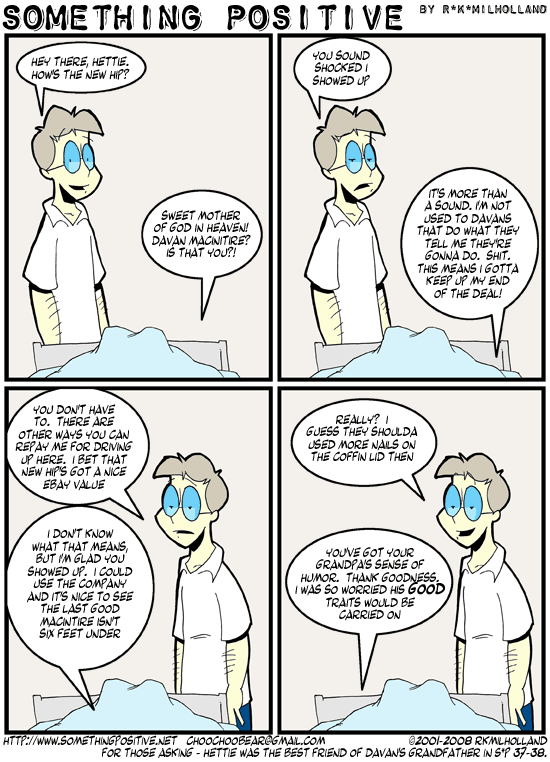 SOMETHING POSITIVE BY R*K*MILHOLLAND
HEY THERE, HETTIE.
HOW'S THE NEW HIP?
SWEET MOTHER
OF GOD IN HEAVEN!
DAVAN MACINITIRE?
IS THAT YOU?!
YOU SOUND
SHOCKED I
SHOWED UP
IT'S MORE THAN
A SOUND. I'M NOT
USED TO DAVANS
THAT DO WHAT THEY
TELL ME THEY'RE
GONNA DO. SHIT.
THIS MEANS I GOTTA
KEEP UP MY END
OF THE DEAL!
YOU DON'T HAVE
TO. THERE ARE
OTHER WAYS YOU CAN
REPAY ME FOR DRIVING
UP HERE. I BET THAT
NEW HIP'S GOT A NICE
EBAY VALUE
I DON'T KNOW
WHAT THAT MEANS,
BUT I'M GLAD YOU
SHOWED UP. I COULD
USE THE COMPANY
AND IT'S NICE TO SEE
THE LAST GOOD
MACINTIRE ISN'T
SIX FEET UNDER
REALLY? I
GUESS THEY SHOULDA
USED MORE NAILS ON
THE COFFIN LID THEN
YOU'VE GOT YOUR
GRANDPA'S SENSE OF
HUMOR. THANK GOODNESS.
I WAS SO WORRIED HIS GOOD
TRAITS WOULD BE
CARRIED ON
HTTP://WWW.SOMETHINGPOSITIVE.NET CHOOCHOOBEAR@GMAIL.COM ©2001-2008 RKMILHOLLAND
FOR THOSE ASKING - HETTIE WAS THE BEST FRIEND OF DAVAN'S GRANDFATHER IN S*P 37-38.